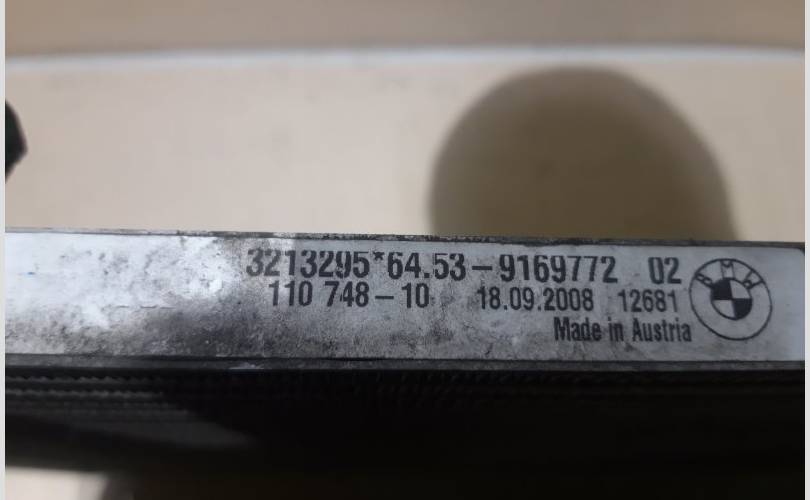 3213295*64.53-9169772 02
110 748-10 18.09.2008 12681
Made in Austria
BMW